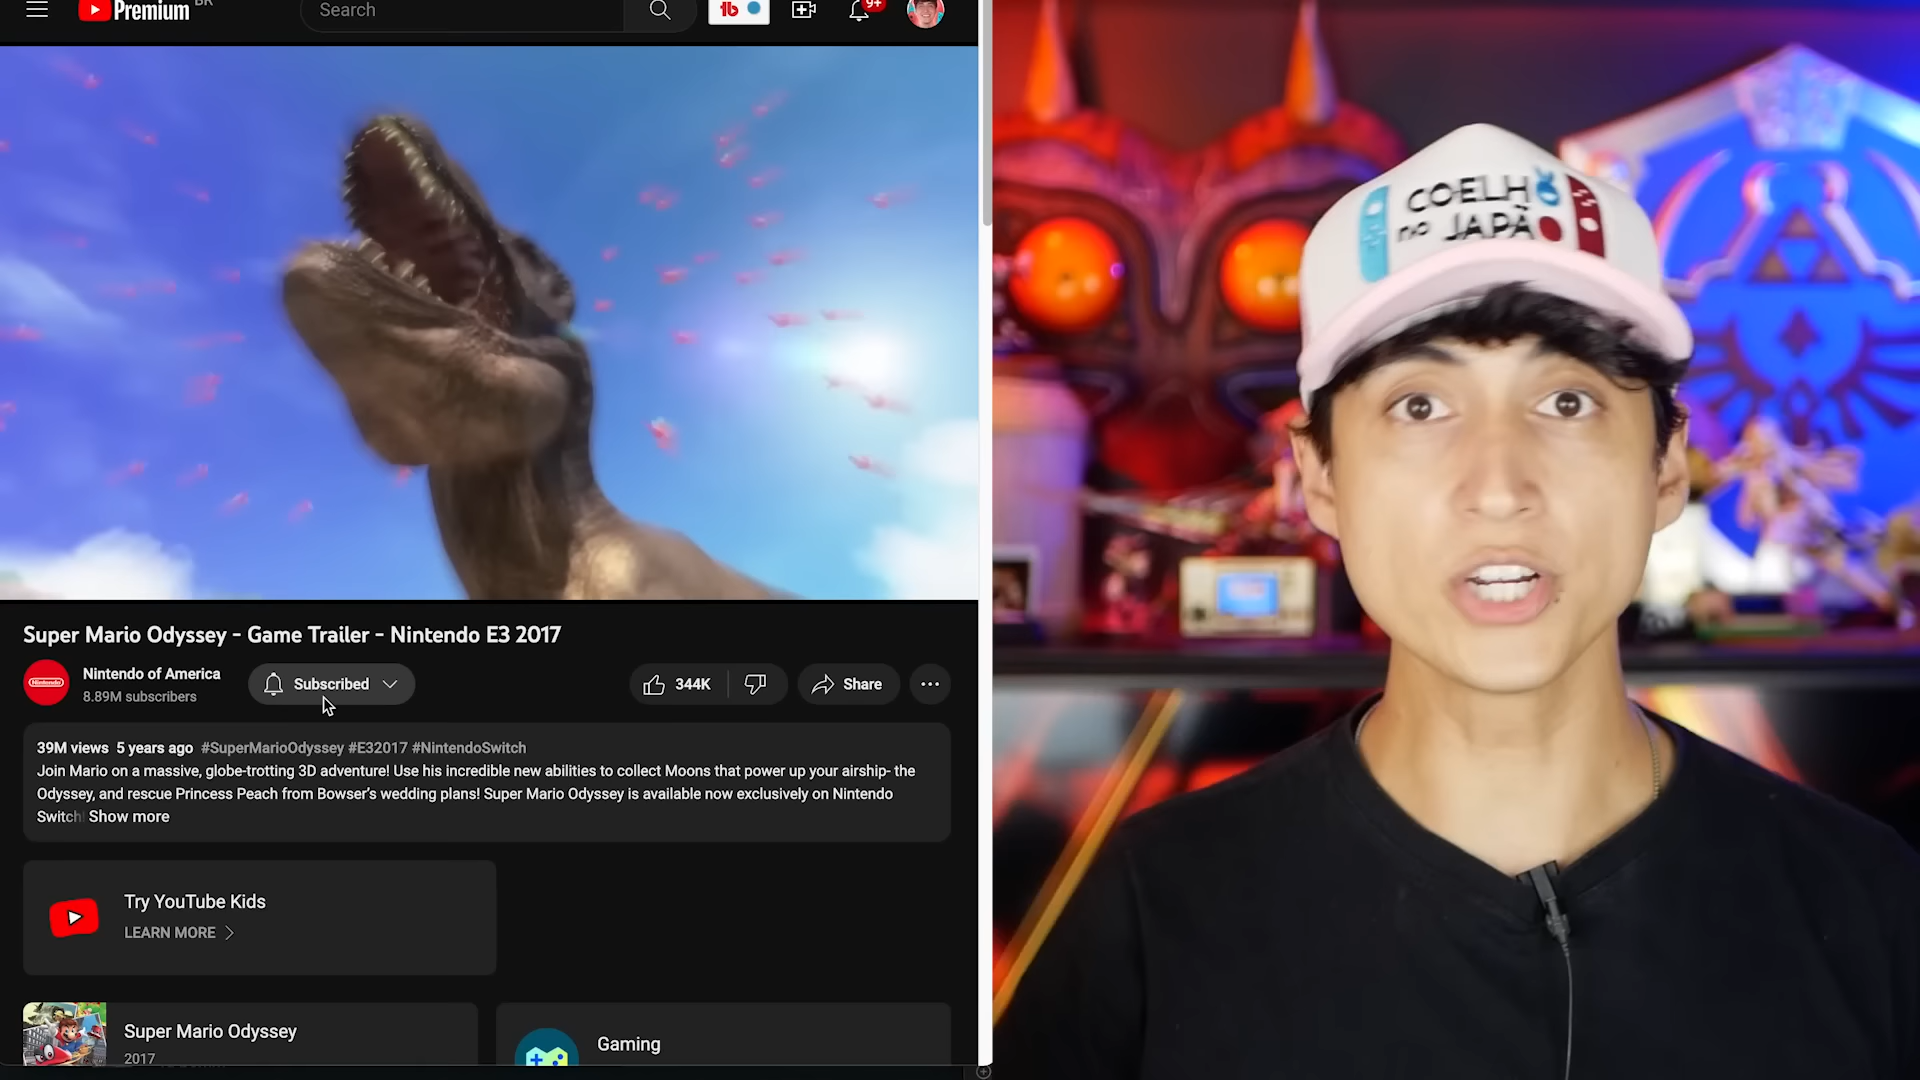 Premium BR
Search
9+
Super Mario Odyssey - Game Trailer - Nintendo E3 2017
Nintendo
Nintendo of America
8.89M subscribers
Subscribed
344K
Share
39M views 5 years ago #SuperMarioOdyssey #E32017 #NintendoSwitch
Join Mario on a massive, globe-trotting 3D adventure! Use his incredible new abilities to collect Moons that power up your airship- the
Odyssey, and rescue Princess Peach from Bowser's wedding plans! Super Mario Odyssey is available now exclusively on Nintendo
Switch! Show more
Try YouTube Kids
LEARN MORE
Super Mario Odyssey
2017
Gaming
COELHO
no JAPÃO